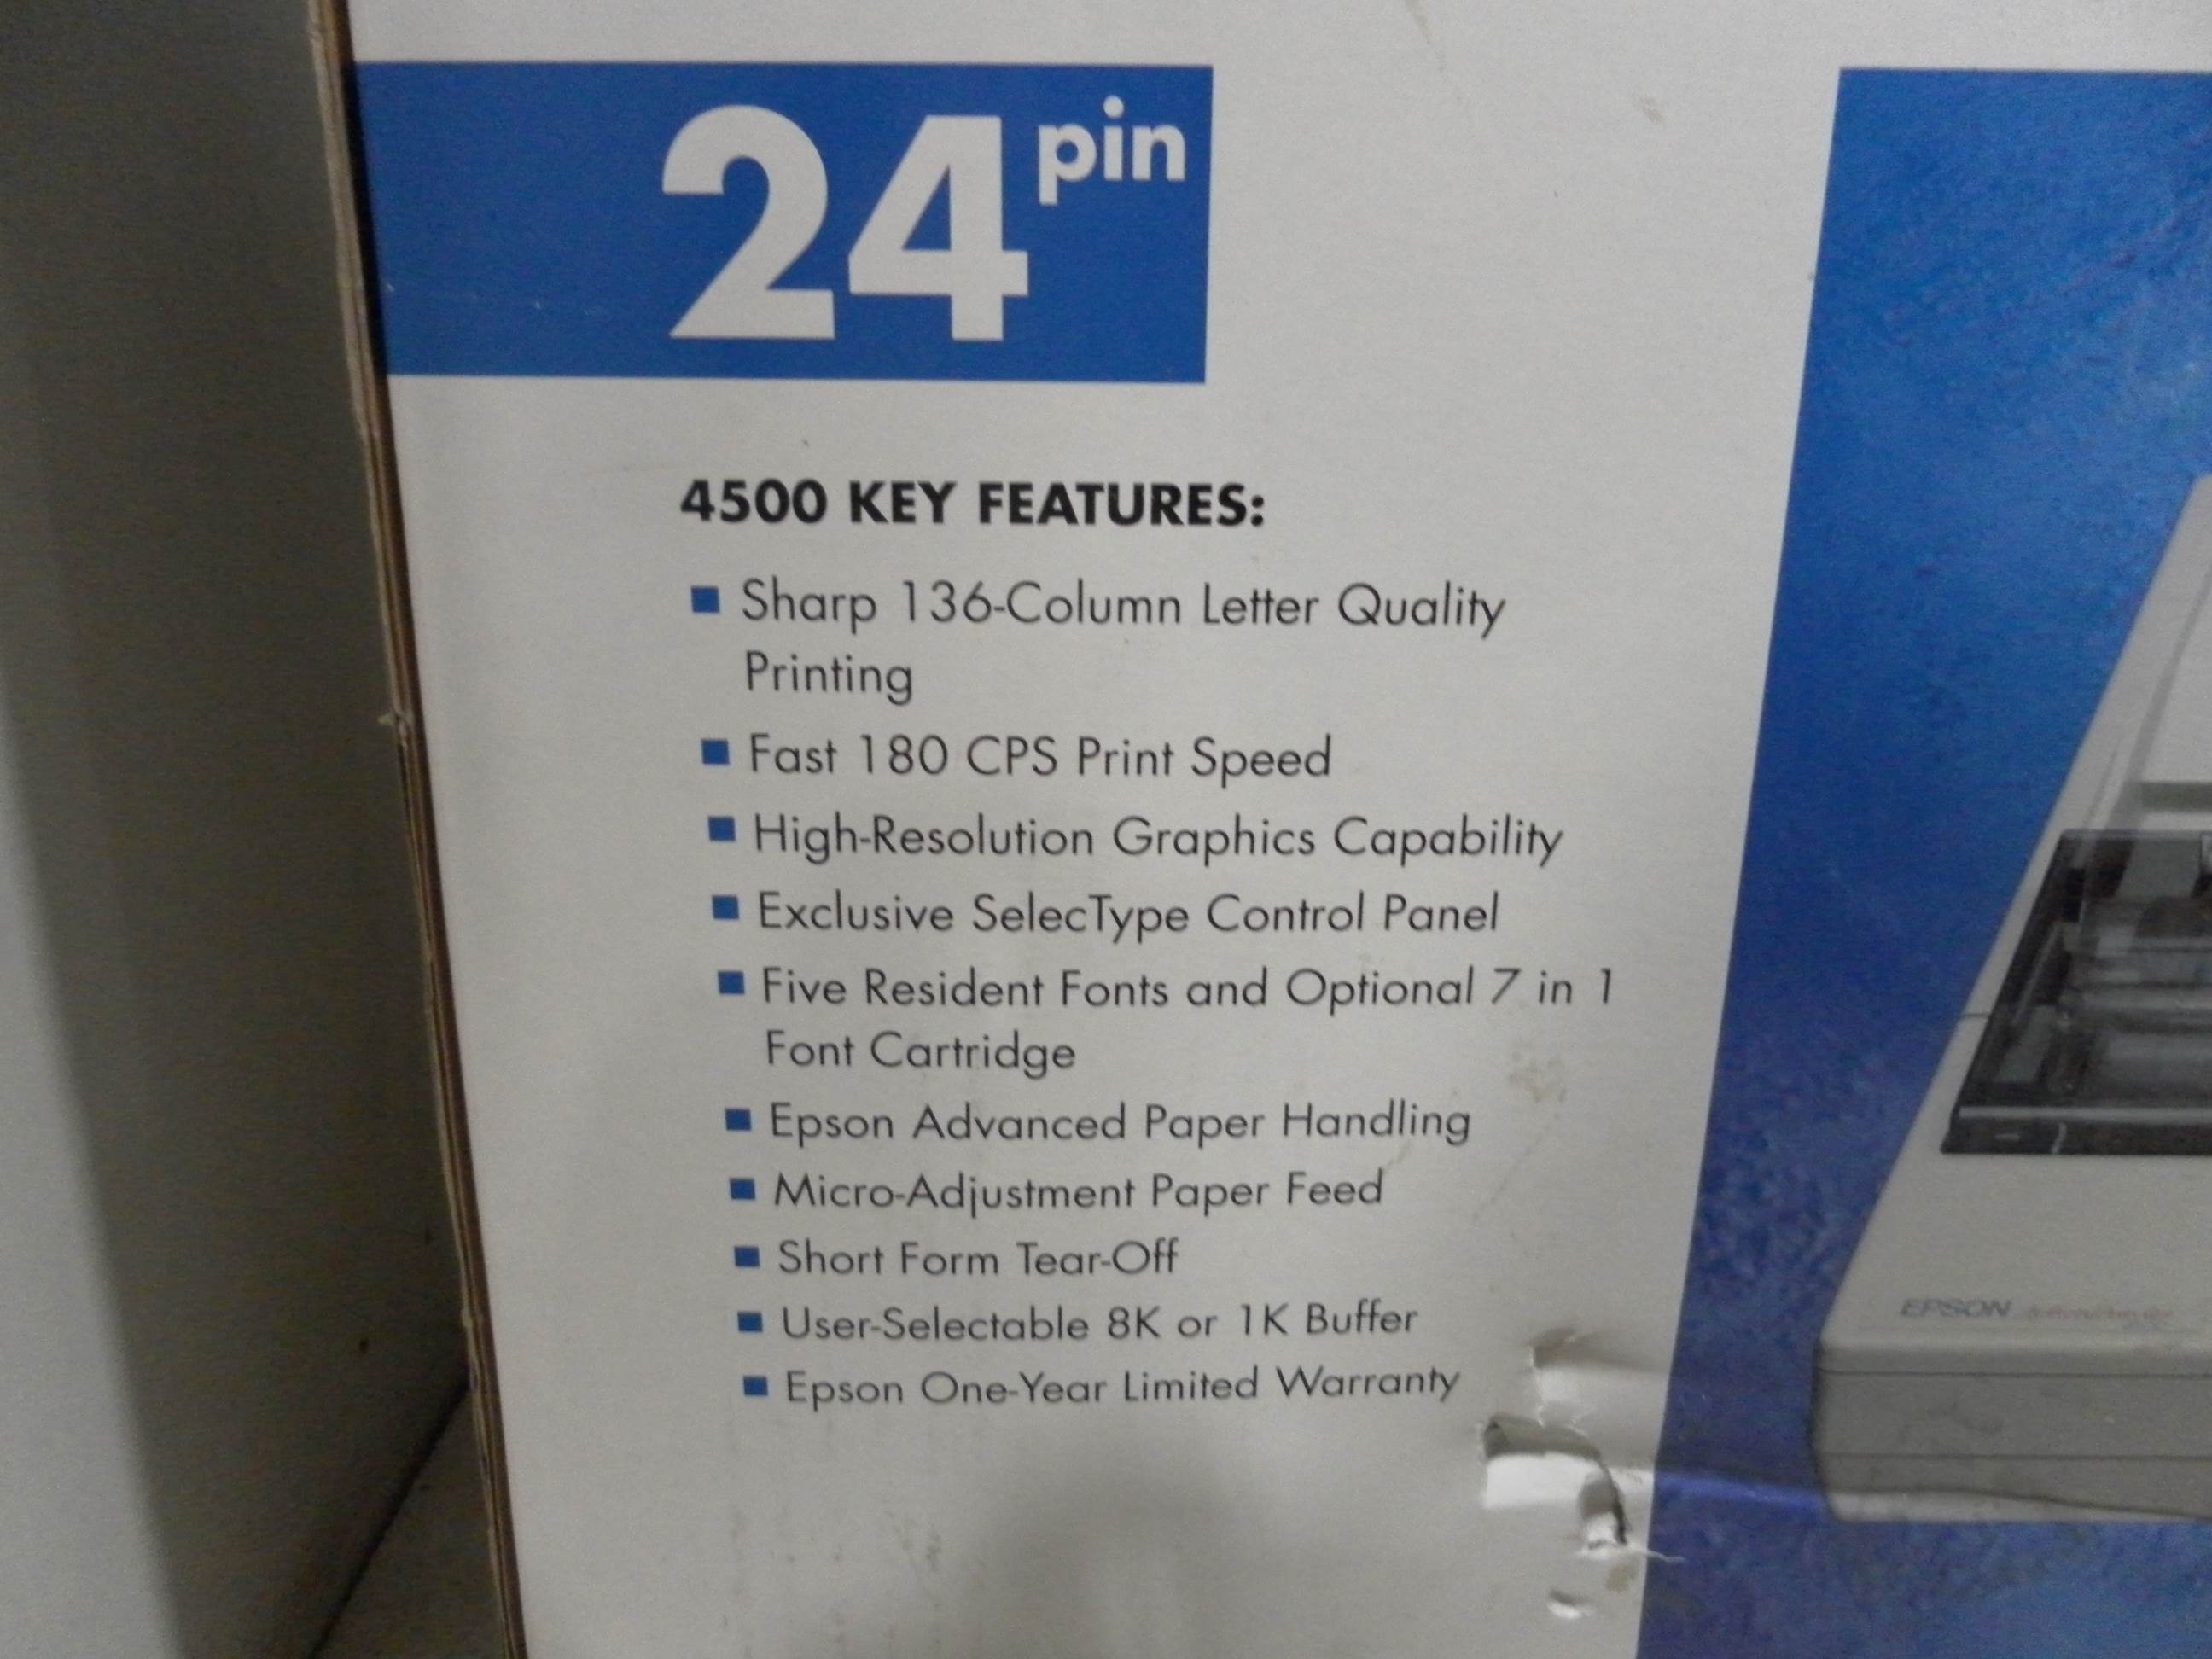 24 pin
4500 KEY FEATURES:
■ Sharp 136-Column Letter Quality
Printing
■ Fast 180 CPS Print Speed
■ High-Resolution Graphics Capability
■ Exclusive SelecType Control Panel
■ Five Resident Fonts and Optional 7 in 1
Font Cartridge
■ Epson Advanced Paper Handling
■ Micro-Adjustment Paper Feed
■ Short Form Tear-Off
■ User-Selectable 8K or 1K Buffer
■ Epson One-Year Limited Warranty
EPSON